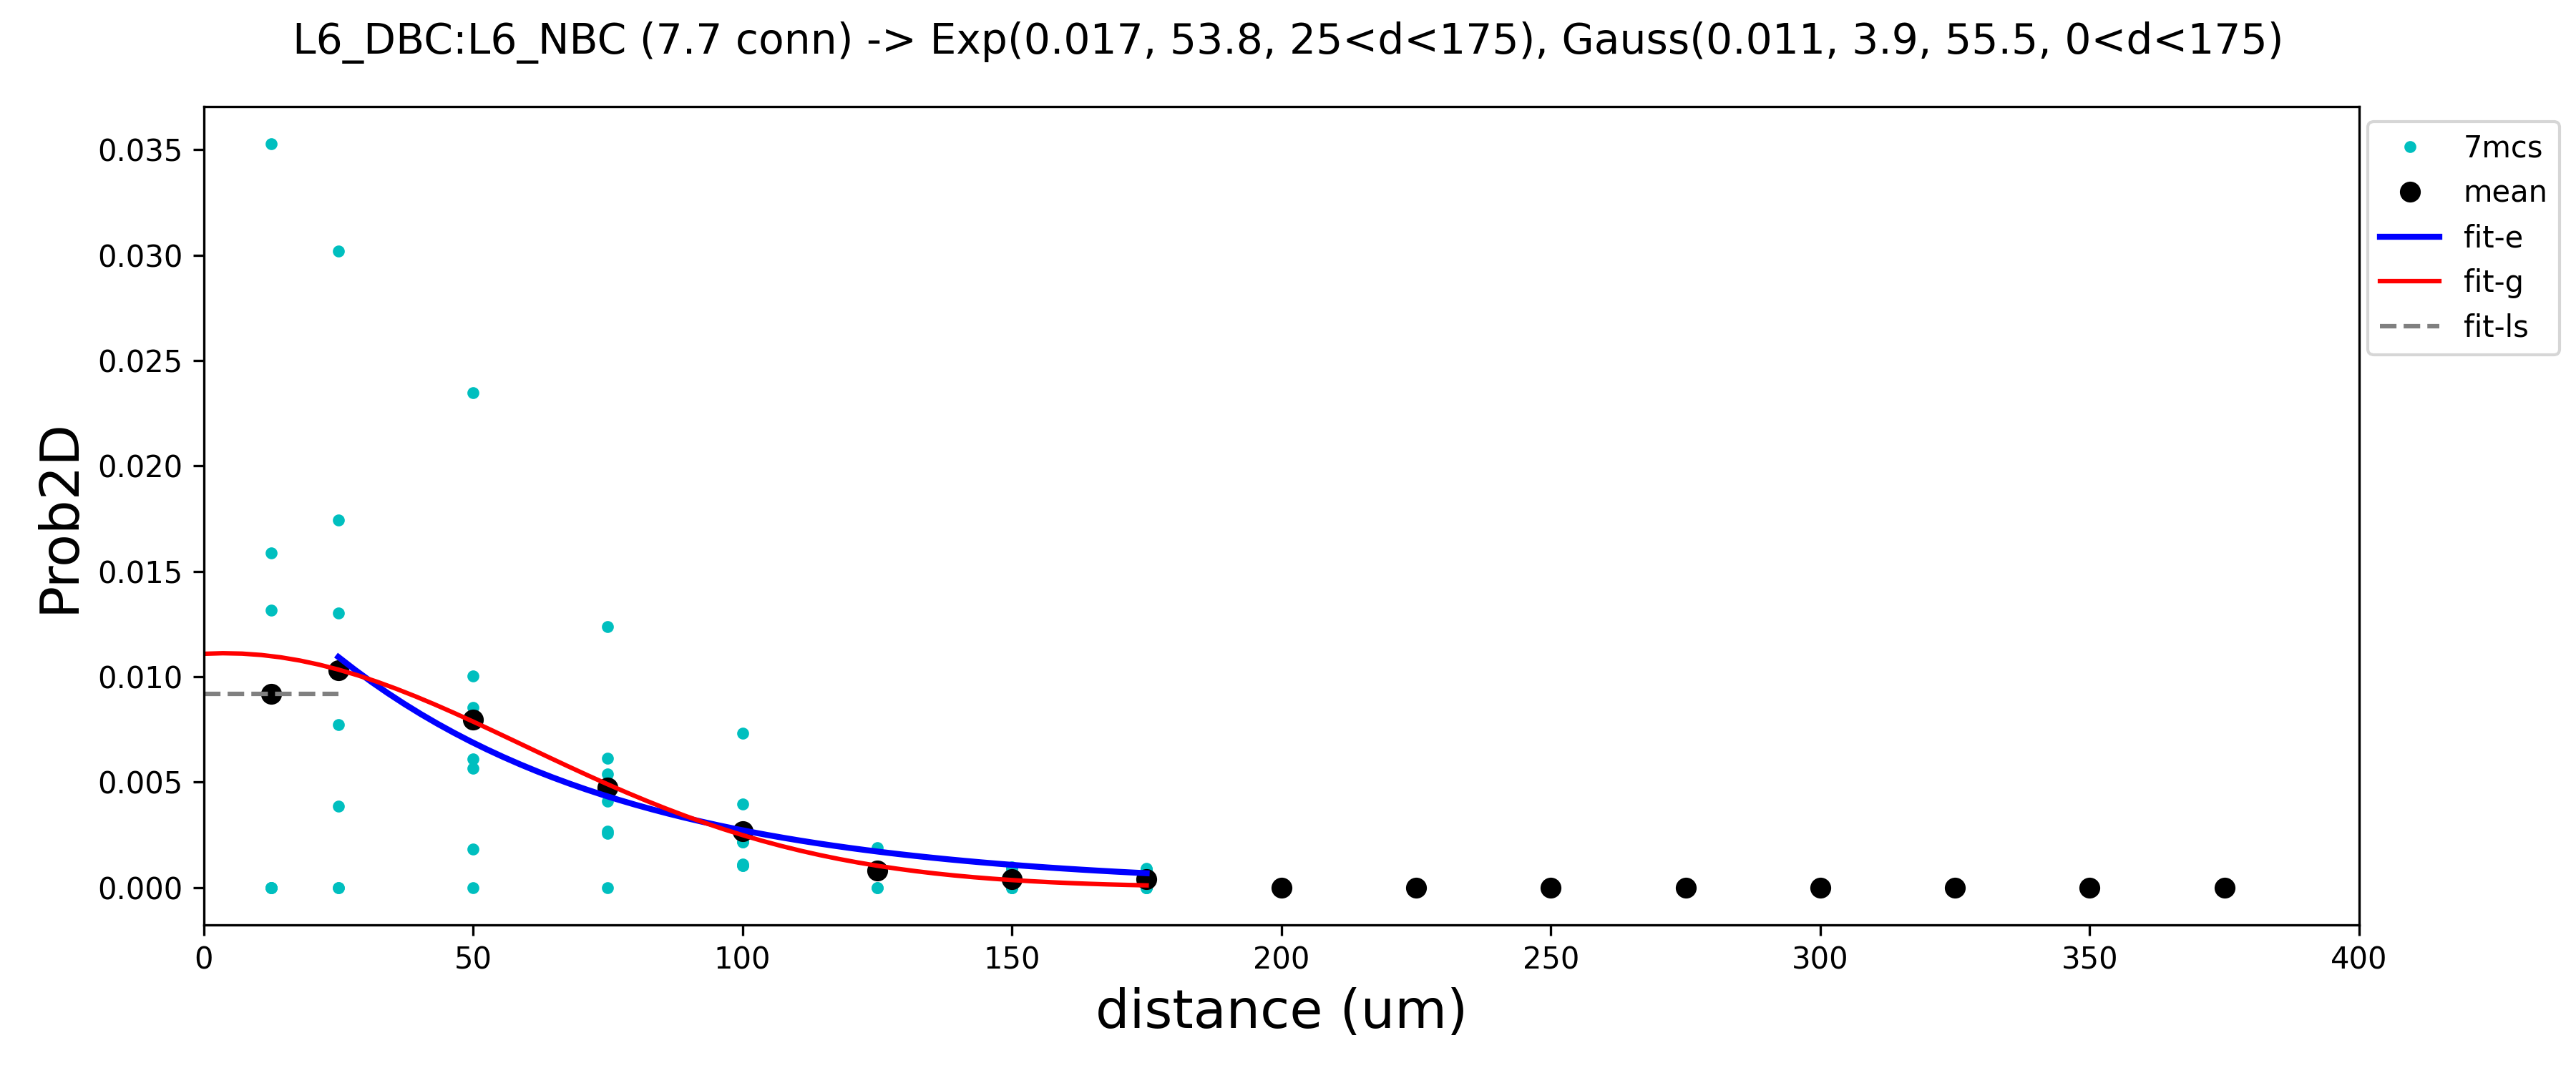 L6_DBC:L6_NBC (7.7 conn) -> Exp(0.017, 53.8, 25<d<175), Gauss(0.011, 3.9, 55.5, 0<d<175)
0.035
0.030
0.025
0.020
0.015
0.010
0.005
0.000
Prob2D
0 50 100 150 200 250 300 350 400
distance (um)
7mcs
mean
fit-e
fit-g
fit-ls